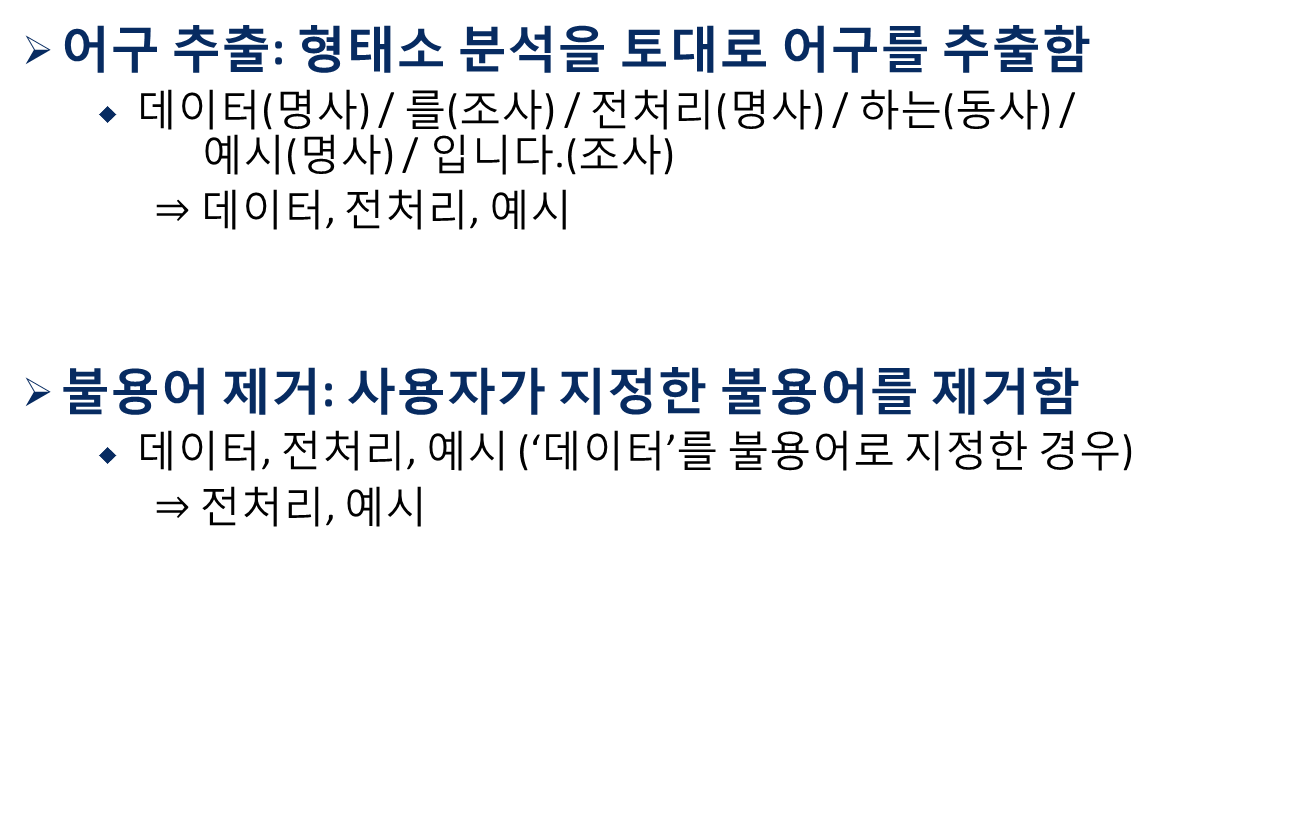 ➢ 어구 추출: 형태소 분석을 토대로 어구를 추출함
◆ 데이터(명사) / 를(조사) / 전처리(명사) / 하는(동사) /
예시(명사) / 입니다.(조사)
⇒ 데이터, 전처리, 예시
➢ 불용어 제거: 사용자가 지정한 불용어를 제거함
◆ 데이터, 전처리, 예시 (‘데이터’를 불용어로 지정한 경우)
⇒ 전처리, 예시